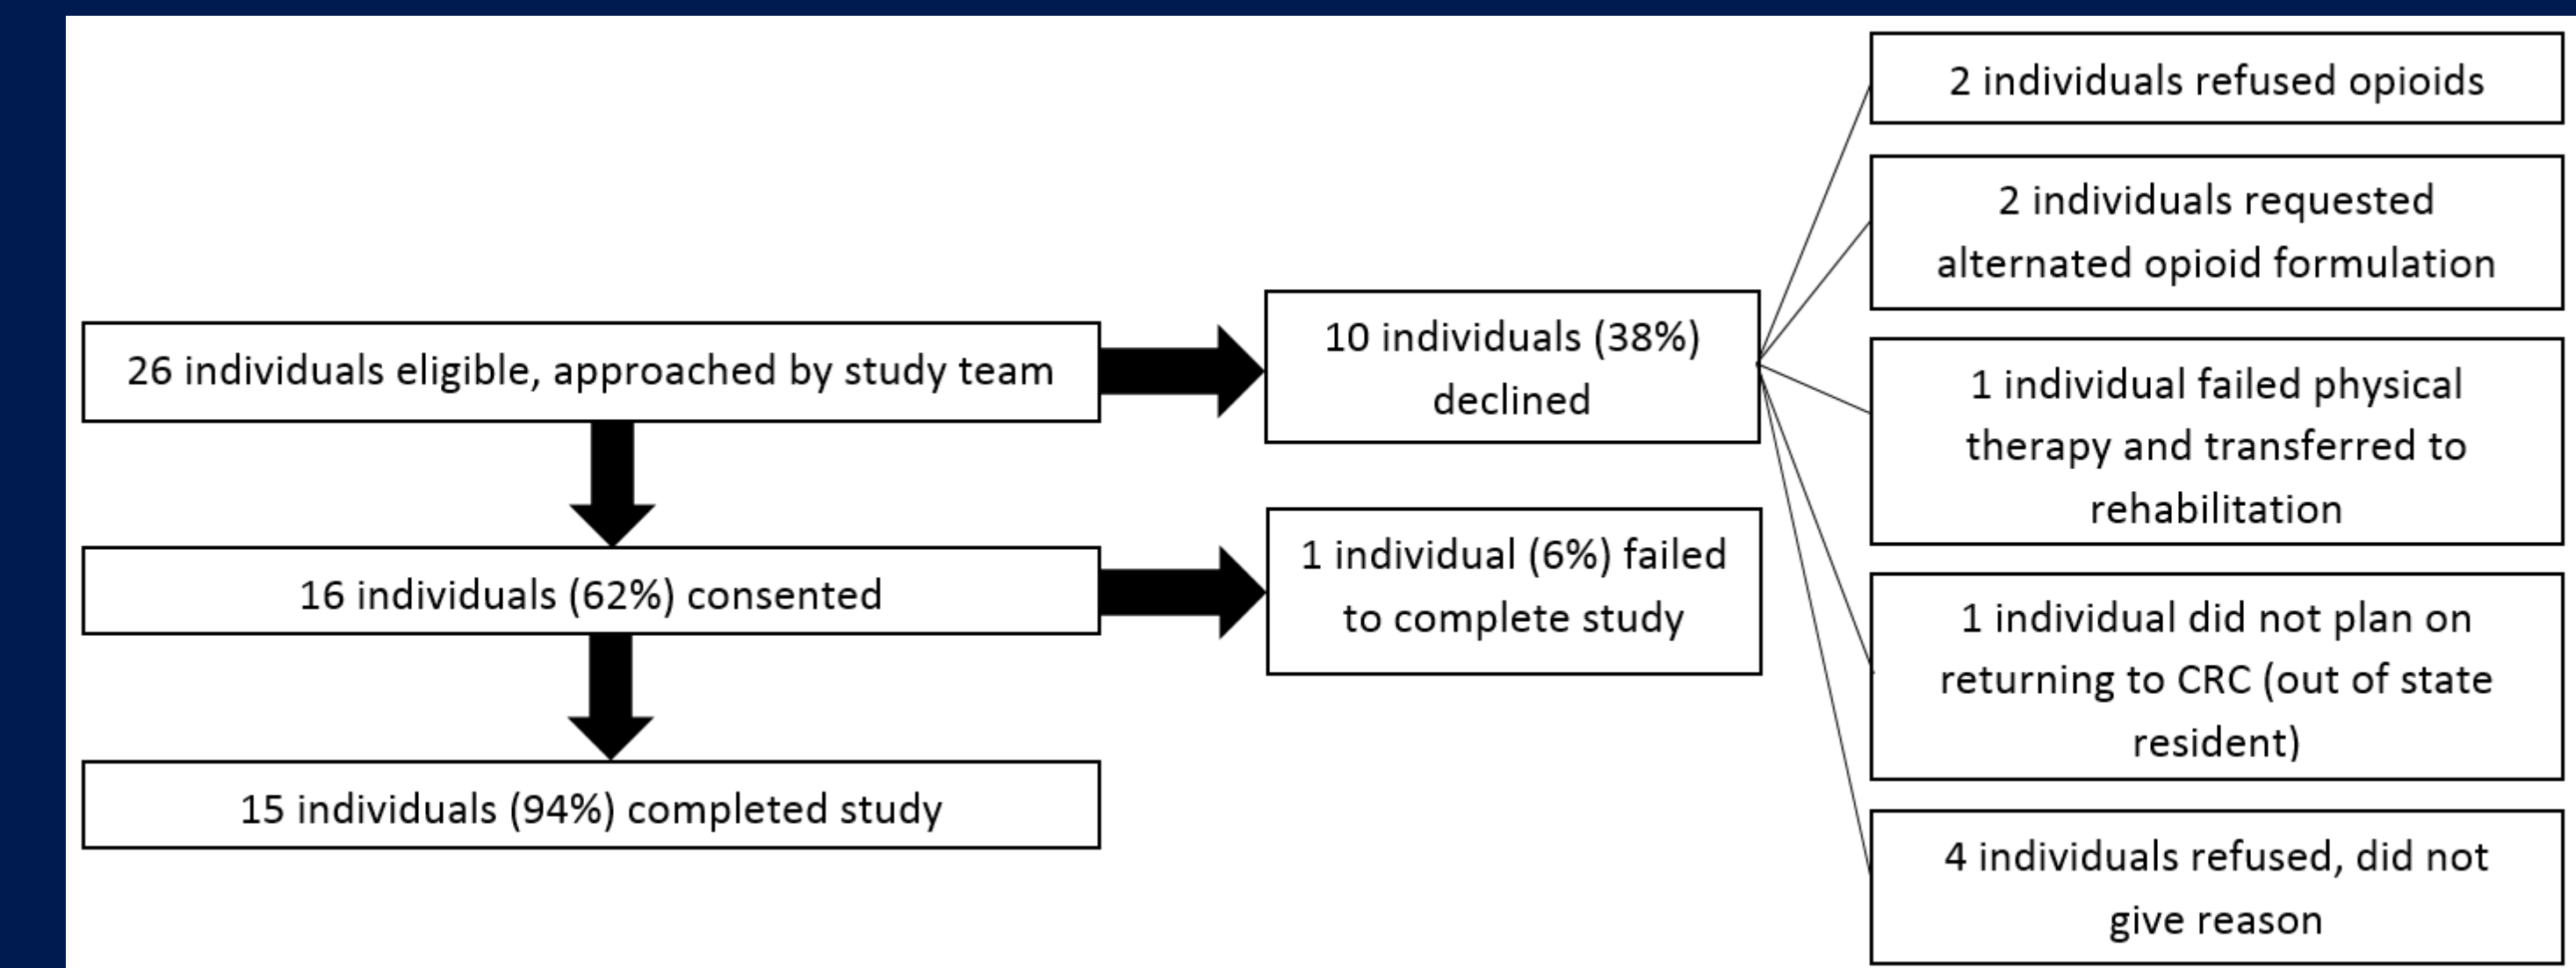 26 individuals eligible, approached by study team
16 individuals (62%) consented
15 individuals (94%) completed study
10 individuals (38%)
declined
1 individual (6%) failed
to complete study
2 individuals refused opioids
2 individuals requested
alternated opioid formulation
1 individual failed physical
therapy and transferred to
rehabilitation
1 individual did not plan on
returning to CRC (out of state
resident)
4 individuals refused, did not
give reason